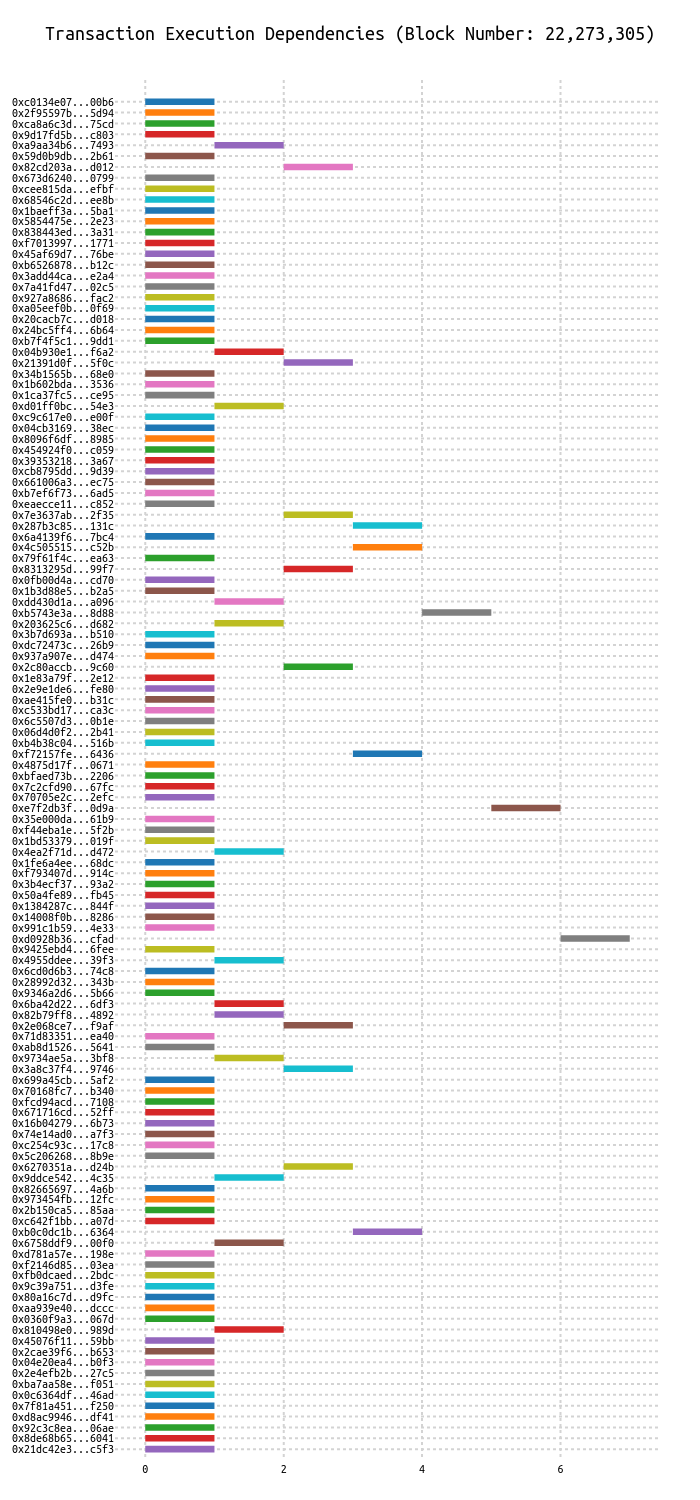 Transaction Execution Dependencies (Block Number: 22,273,305)
0xc0134e07...00b6
0x2f95597b...5d94
0xca8a6c3d...75cd
0x9d17fd5b...c803
0xa9aa34b6...7493
0x59d0b9db...2b61
0x82cd203a...d012
0x673d6240...0799
0xcee815da...efbf
0x68546c2d...ee8b
0x1baeff3a...5ba1
0x5854475e...2e23
0x838443ed...3a31
0xf7013997...1771
0x45af69d7...76be
0xb6526878...b12c
0x3add44ca...e2a4
0x7a41fd47...02c5
0x927a8686...fac2
0xa05eef0b...0f69
0x20cacb7c...d018
0x24bc5ff4...6b64
0xb7f4f5c1...9dd1
0x04b930e1...f6a2
0x21391d0f...5f0c
0x34b1565b...68e0
0x1b602bda...3536
0x1ca37fc5...ce95
0xd01ff0bc...54e3
0xc9c617e0...e00f
0x04cb3169...38ec
0x8096f6df...8985
0x454924f0...c059
0x39353218...3a67
0xcb8795dd...9d39
0x661006a3...ec75
0xb7ef6f73...6ad5
0xeaecce11...c852
0x7e3637ab...2f35
0x287b3c85...131c
0x6a4139f6...7bc4
0x4c505515...c52b
0x79f61f4c...ea63
0x8313295d...99f7
0x0fb00d4a...cd70
0x1b3d88e5...b2a5
0xdd430d1a...a096
0xb5743e3a...8d88
0x203625c6...d682
0x3b7d693a...b510
0xdc72473c...26b9
0x937a907e...d474
0x2c80accb...9c60
0x1e83a79f...2e12
0x2e9e1de6...fe80
0xae415fe0...b31c
0xc533bd17...ca3c
0x6c5507d3...0b1e
0x06d4d0f2...2b41
0xb4b38c04...516b
0xf72157fe...6436
0x4875d17f...0671
0xbfaed73b...2206
0x7c2cfd90...67fc
0x70705e2c...2efc
0xe7f2db3f...0d9a
0x35e000da...61b9
0xf44eba1e...5f2b
0x1bd53379...019f
0x4ea2f71d...d472
0x1fe6a4ee...68dc
0xf793407d...914c
0x3b4ecf37...93a2
0x50a4fe89...fb45
0x1384287c...844f
0x14008f0b...8286
0x991c1b59...4e33
0xd0928b36...cfad
0x9425ebd4...6fee
0x4955ddee...39f3
0x6cd0d6b3...74c8
0x28992d32...343b
0x9346a2d6...5b66
0x6ba42d22...6df3
0x82b79ff8...4892
0x2e068ce7...f9af
0x71d83351...ea40
0xab8d1526...5641
0x9734ae5a...3bf8
0x3a8c37f4...9746
0x699a45cb...5af2
0x70168fc7...b340
0xfcd94acd...7108
0x671716cd...52ff
0x16b04279...6b73
0x74e14ad0...a7f3
0xc254c93c...17c8
0x5c206268...8b9e
0x6270351a...d24b
0x9ddce542...4c35
0x82665697...4a6b
0x973454fb...12fc
0x2b150ca5...85aa
0xc642f1bb...a07d
0xb0c0dc1b...6364
0x6758ddf9...00f0
0xd781a57e...198e
0xf2146d85...03ea
0xfb0dcaed...2bdc
0x9c39a751...d3fe
0x80a16c7d...d9fc
0xaa939e40...dccc
0x0360f9a3...067d
0x810498e0...989d
0x45076f11...59bb
0x2cae39f6...b653
0x04e20ea4...b0f3
0x2e4efb2b...27c5
0xba7aa58e...f051
0x0c6364df...46ad
0x7f81a451...f250
0xd8ac9946...df41
0x92c3c8ea...06ae
0x8de68b65...6041
0x21dc42e3...c5f3
0 2 4 6